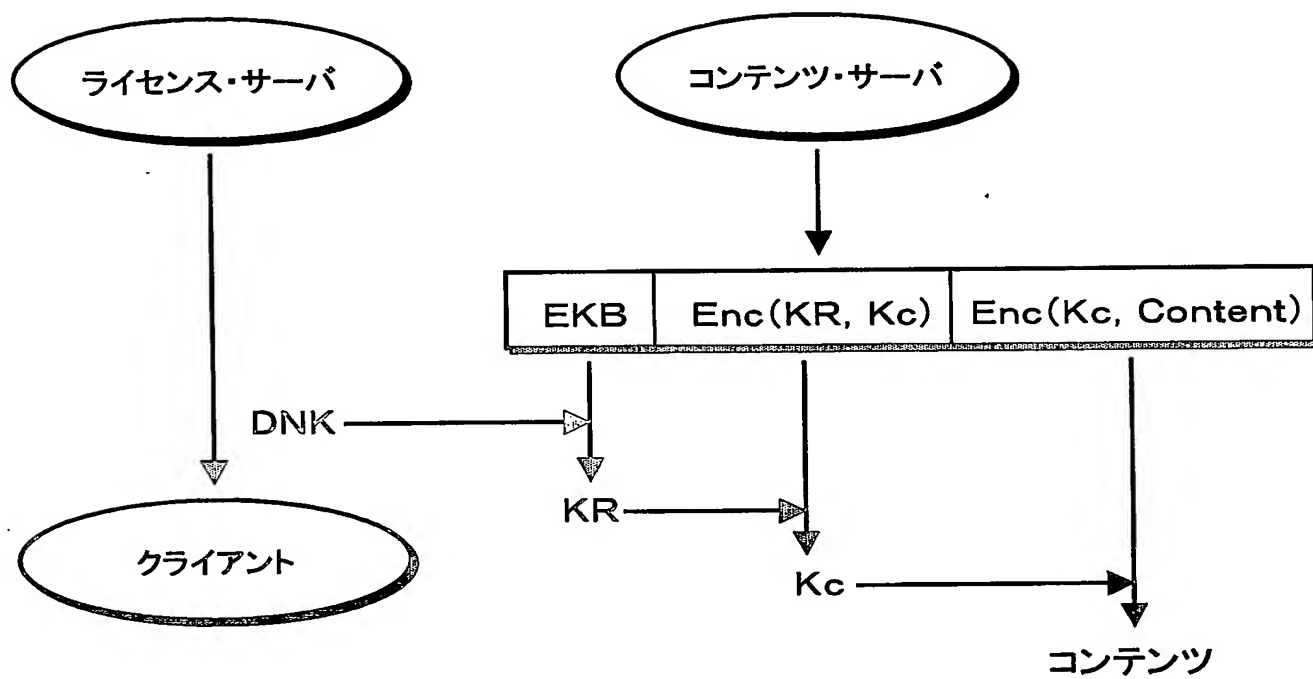 ライセンス・サーバ
コンテンツ・サーバ
EKB
Enc(KR, Kc)
Enc(Kc, Content)
DNK
KR
クライアント
Kc
コンテンツ